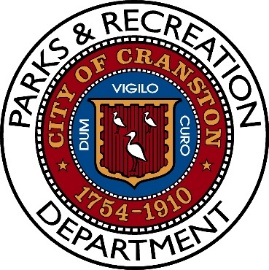 PARKS & RECREATION
DEPARTMENT
CITY OF CRANSTON
1754-1910
DUM
VIGILO
CURO